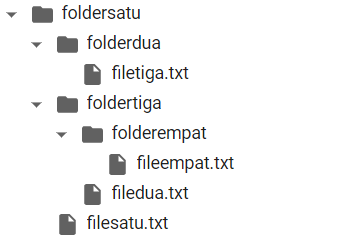 foldersatu
folderdua
filetiga.txt
foldertiga
folderempat
fileempat.txt
filedua.txt
filesatu.txt